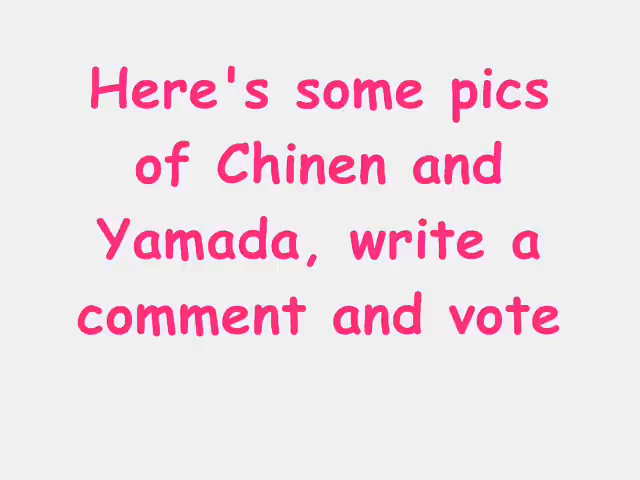 Here's some pics
of Chinen and
Yamada, write a
comment and vote